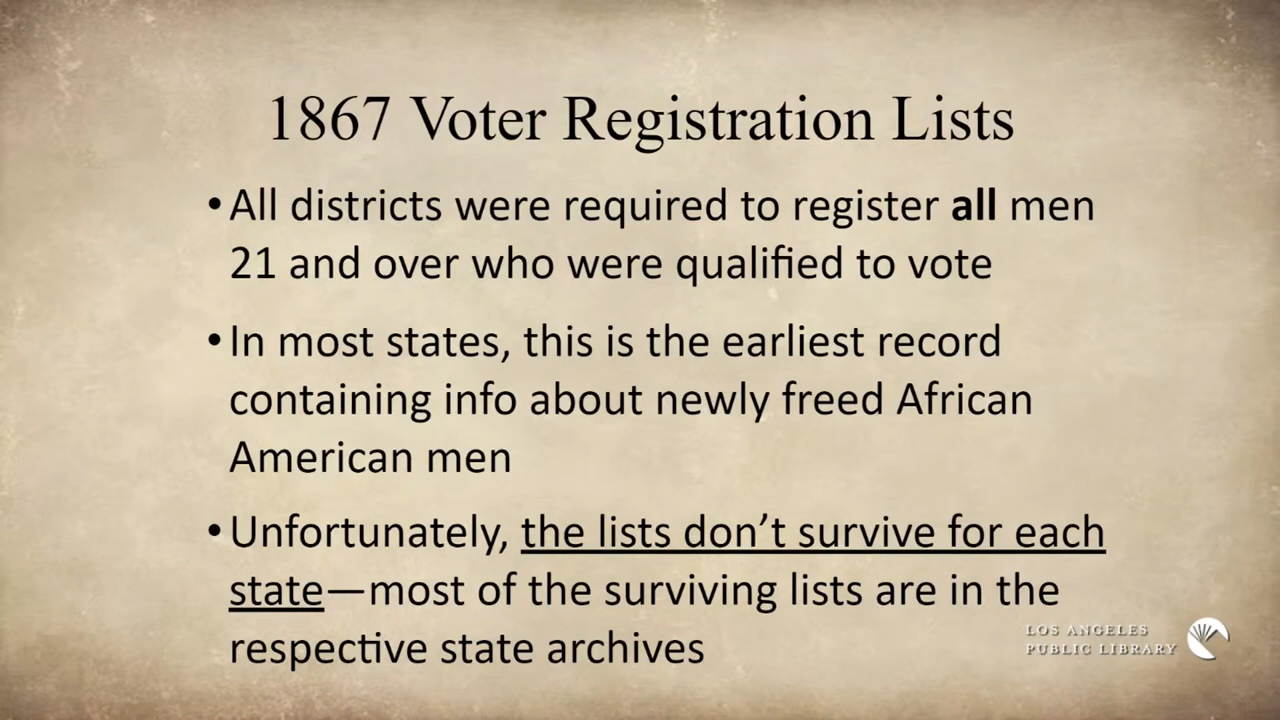 1867 Voter Registration Lists
•All districts were required to register all men
21 and over who were qualified to vote
•In most states, this is the earliest record
containing info about newly freed African
American men
•Unfortunately, the lists don’t survive for each
state—most of the surviving lists are in the
respective state archives
LOS ANGELES
PUBLIC LIBRARY